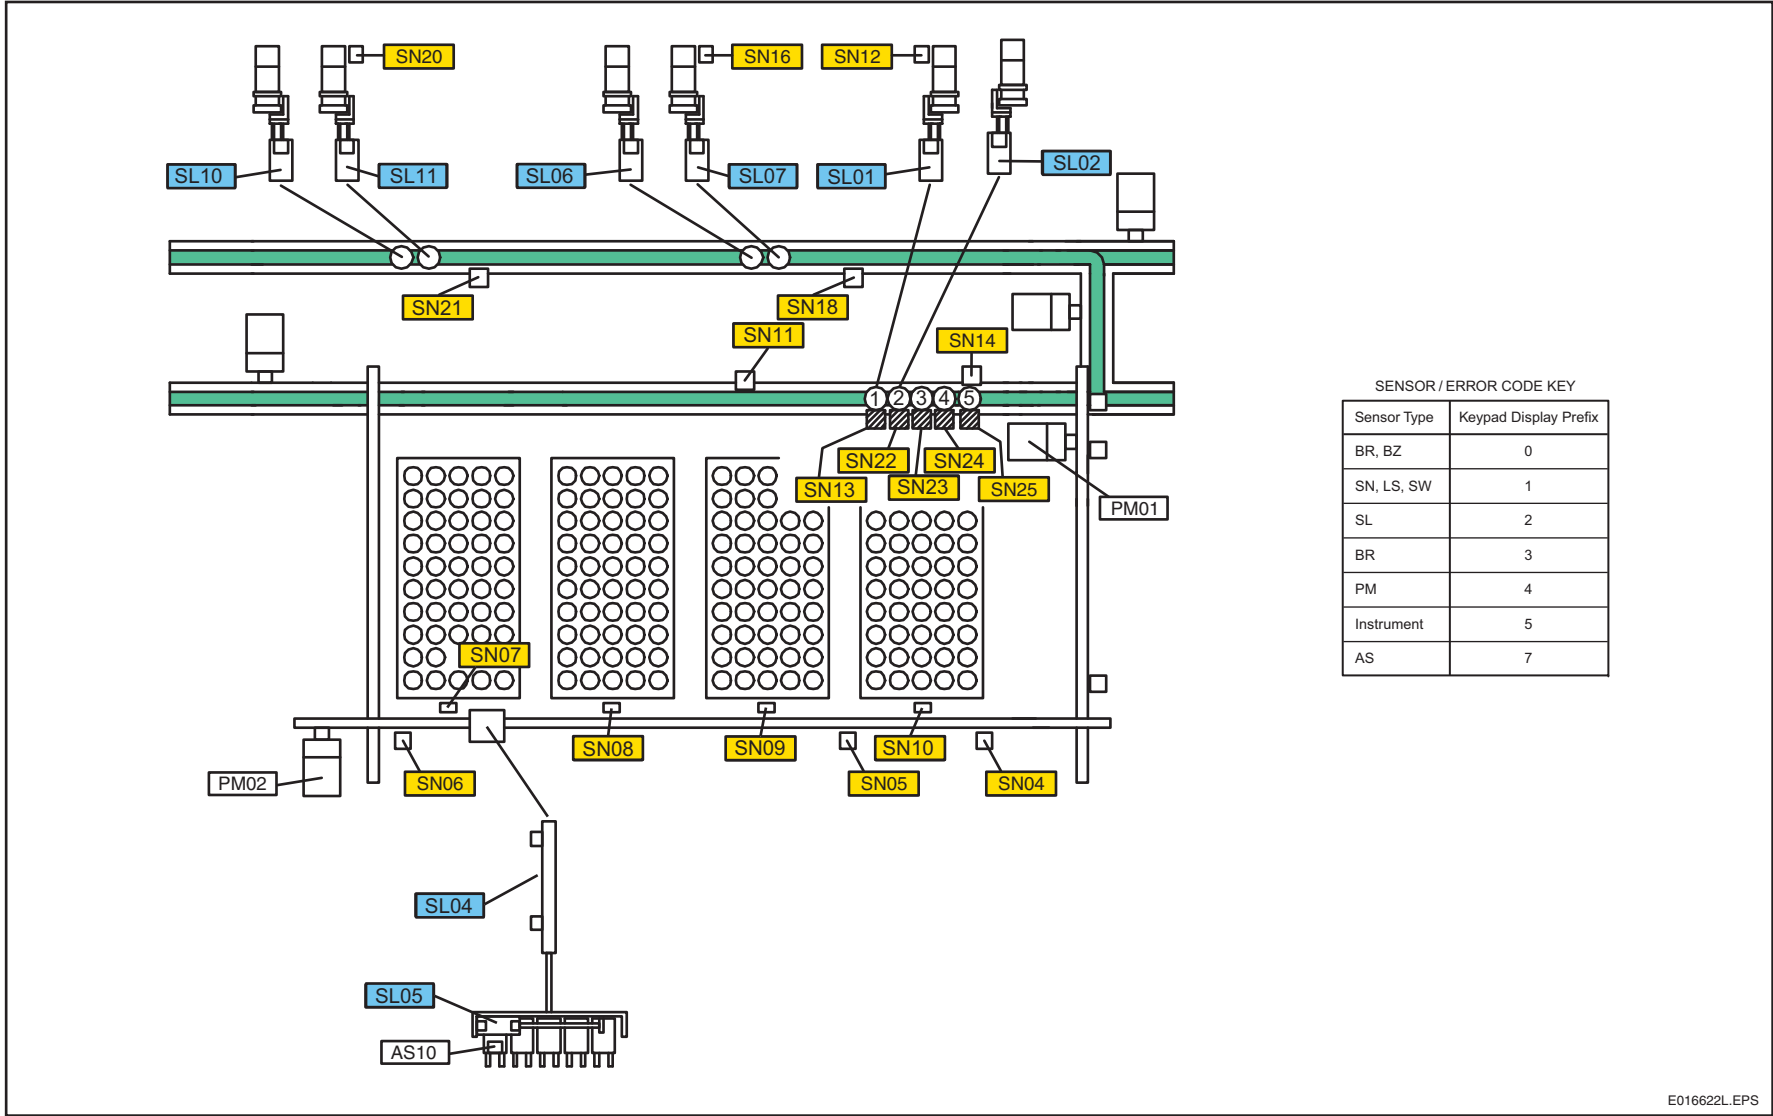 SN20
SN16
SN12
SL10
SL11
SL06
SL07
SL01
SL02
SN21
SN18
SN11
SN14
1 2 3 4 5
SN22
SN24
SN13
SN23
SN25
PM01
SN07
SN08
SN09
SN10
PM02
SN06
SN05
SN04
SL04
SL05
AS10
SENSOR / ERROR CODE KEY
Sensor Type Keypad Display Prefix
BR, BZ 0
SN, LS, SW 1
SL 2
BR 3
PM 4
Instrument 5
AS 7
E016622L.EPS